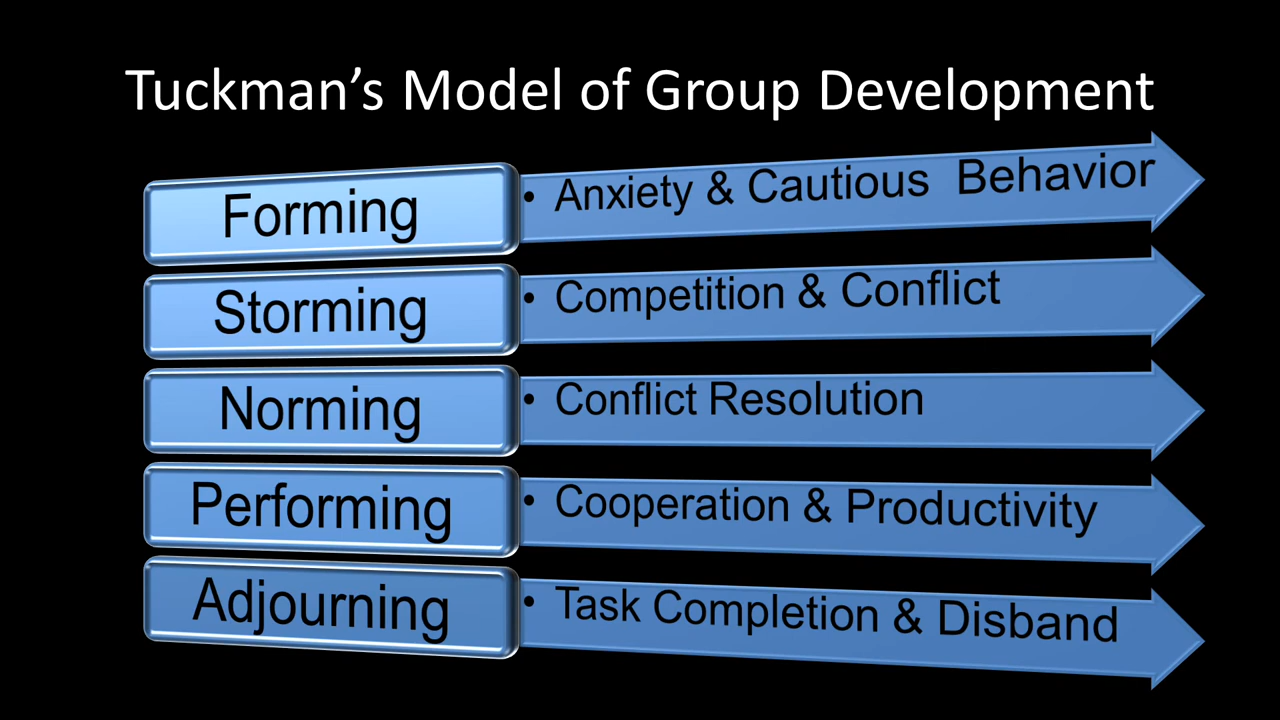 Tuckman’s Model of Group Development
Forming
• Anxiety & Cautious Behavior
Storming
• Competition & Conflict
Norming
• Conflict Resolution
Performing
• Cooperation & Productivity
Adjourning
• Task Completion & Disband